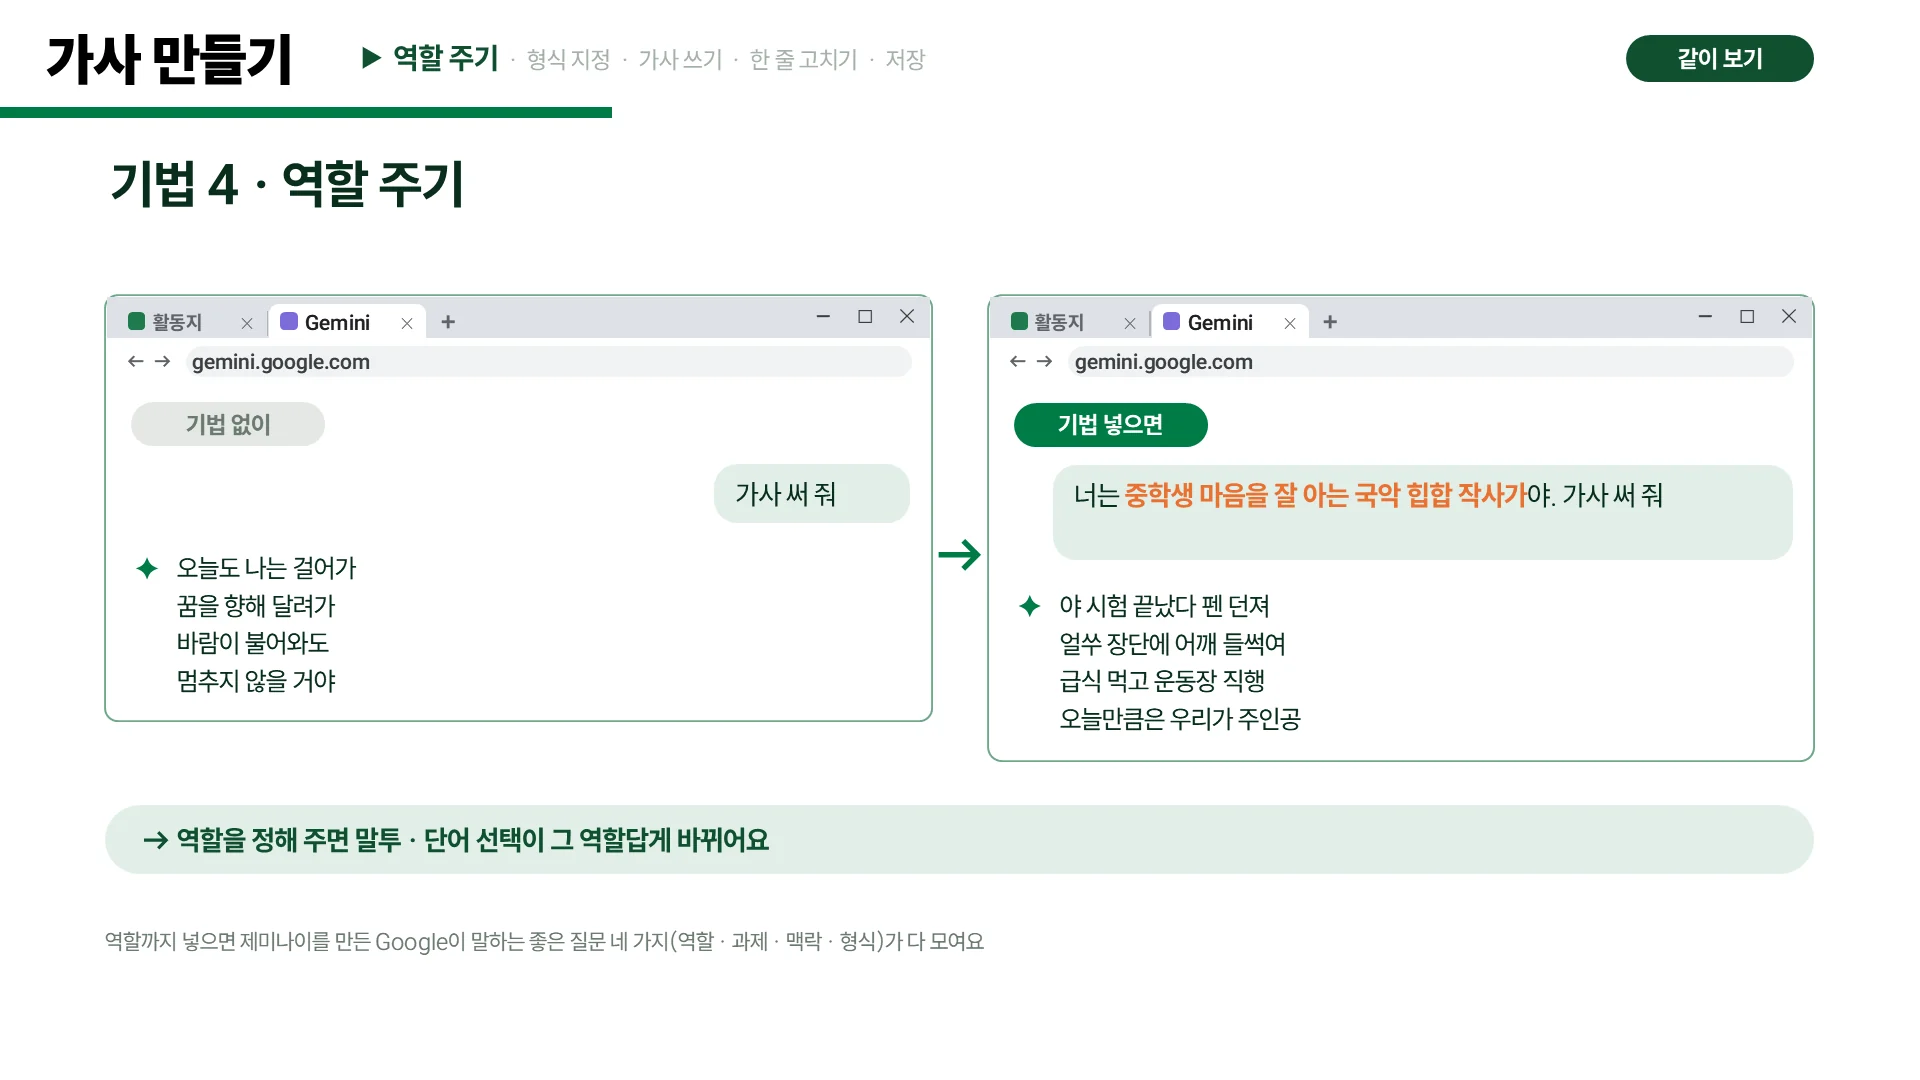 가사 만들기
▶ 역할 주기 · 형식 지정 · 가사 쓰기 · 한 줄 고치기 · 저장
같이 보기
기법 4 · 역할 주기
활동지
Gemini
gemini.google.com
기법 없이
가사 써 줘
오늘도 나는 걸어가
꿈을 향해 달려가
바람이 불어와도
멈추지 않을 거야
→
활동지
Gemini
gemini.google.com
기법 넣으면
너는 중학생 마음을 잘 아는 국악 힙합 작사가야. 가사 써 줘
야 시험 끝났다 펜 던져
얼쑤 장단에 어깨 들썩여
급식 먹고 운동장 직행
오늘만큼은 우리가 주인공
→ 역할을 정해 주면 말투 · 단어 선택이 그 역할답게 바뀌어요
역할까지 넣으면 제미나이를 만든 Google이 말하는 좋은 질문 네 가지(역할 · 과제 · 맥락 · 형식)가 다 모여요